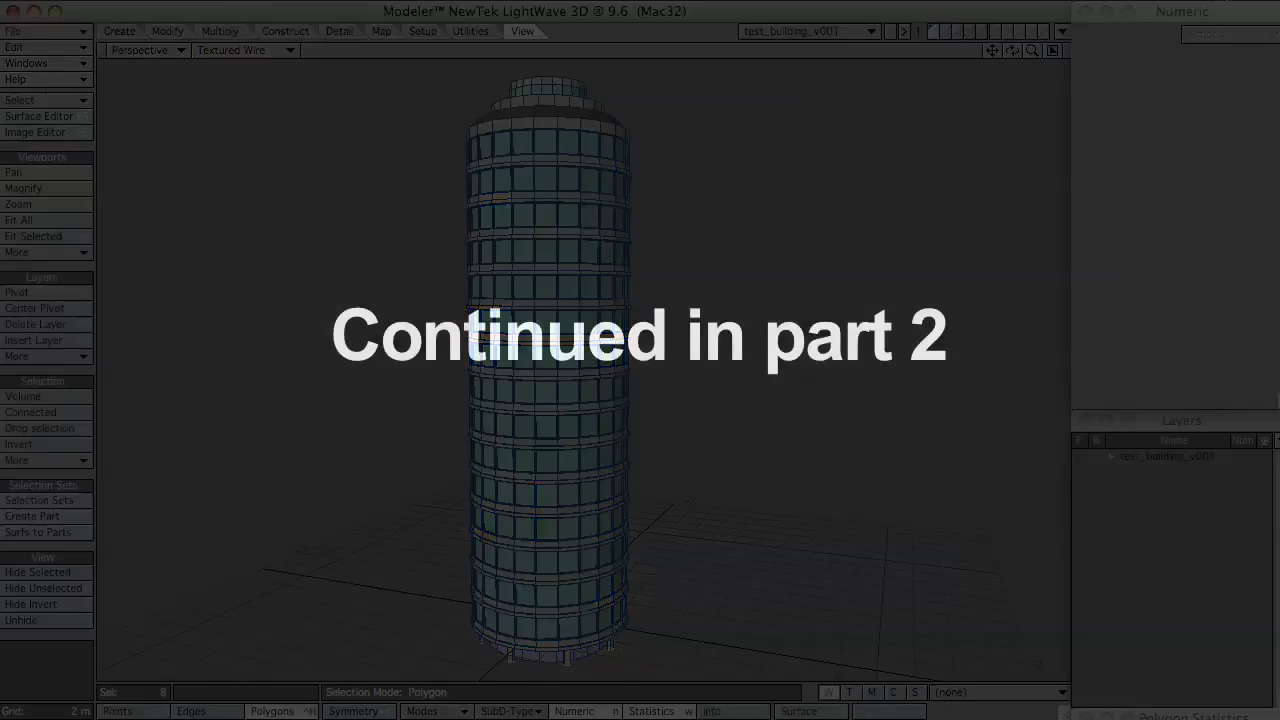 Modeler™ NewTek LightWave 3D ® 9.6 (Mac32)
Numeric
File
Create Modify Multiply Construct Detail Map Setup Utilities View
test_building_v001
1
Edit
Perspective Textured Wire
Windows
Help
Select
Surface Editor
Image Editor
Viewports
Pan
Magnify
Zoom
Fit All
Fit Selected
More
Layers
Pivot
Center Pivot
Delete Layer
Insert Layer
More
Continued in part 2
Selection
Volume
Connected
Drop selection
Invert
More
Layers
F B Name Num
test_building_v001
Selection Sets
Selection Sets
Create Part
Surfs to Parts
View
Hide Selected
Hide Unselected
Hide Invert
Unhide
Sel: 8
Selection Mode: Polygon
W T M C S (none)
Grid: 2 m
Points Edges Polygons ^H Symmetry Modes SubD-Type Numeric n Statistics w info Surface
Polygon Statistics